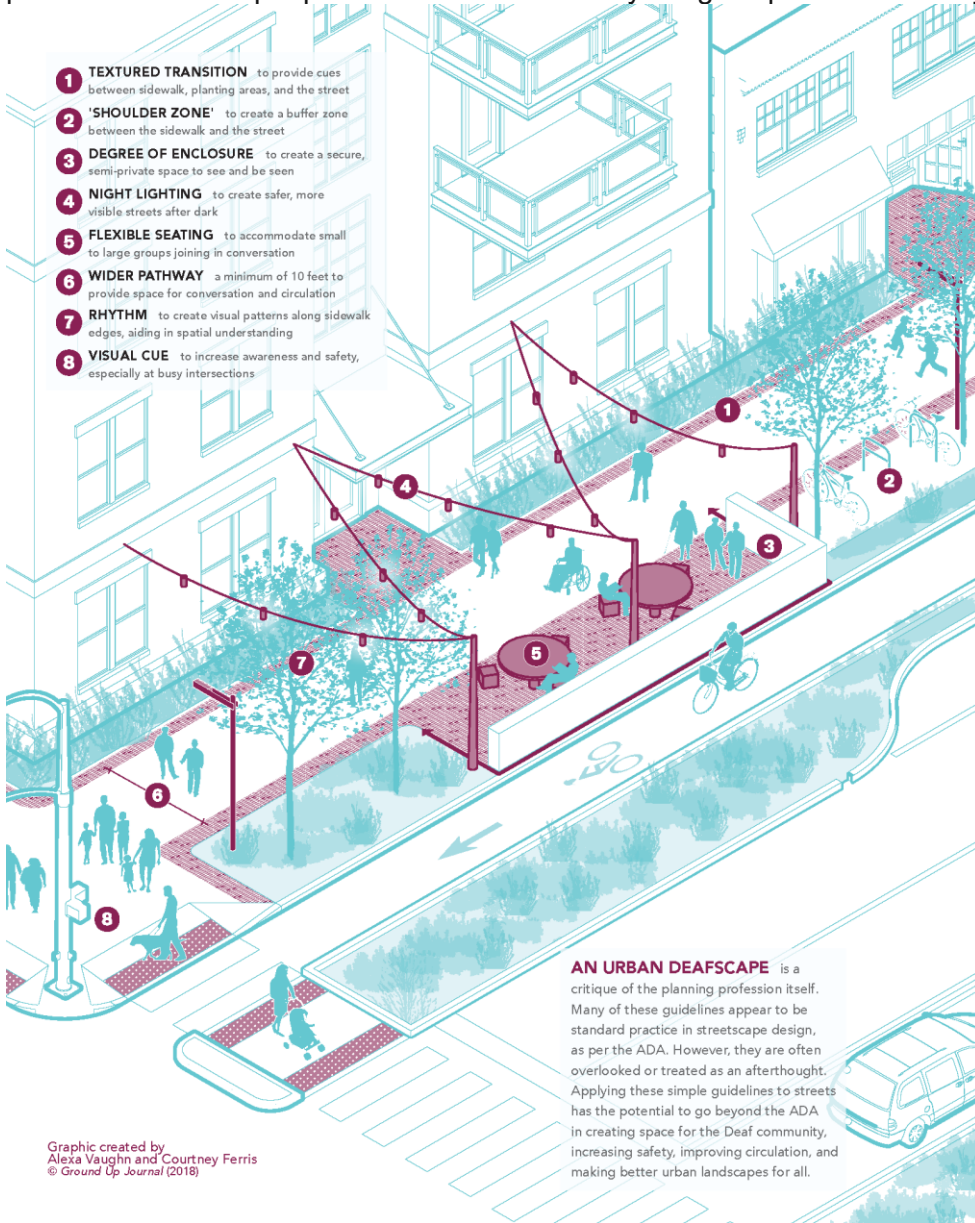 1 TEXTURED TRANSITION to provide cues
between sidewalk, planting areas, and the street
2 'SHOULDER ZONE' to create a buffer zone
between the sidewalk and the street
3 DEGREE OF ENCLOSURE to create a secure,
semi-private space to see and be seen
4 NIGHT LIGHTING to create safer, more
visible streets after dark
5 FLEXIBLE SEATING to accommodate small
to large groups joining in conversation
6 WIDER PATHWAY a minimum of 10 feet to
provide space for conversation and circulation
7 RHYTHM to create visual patterns along sidewalk
edges, aiding in spatial understanding
8 VISUAL CUE to increase awareness and safety,
especially at busy intersections
1
2
4
3
5
7
6
8
AN URBAN DEAFSCAPE is a
critique of the planning profession itself.
Many of these guidelines appear to be
standard practice in streetscape design,
as per the ADA. However, they are often
overlooked or treated as an afterthought.
Applying these simple guidelines to streets
has the potential to go beyond the ADA
in creating space for the Deaf community,
increasing safety, improving circulation, and
making better urban landscapes for all.
Graphic created by
Alexa Vaughn and Courtney Ferris
© Ground Up Journal (2018)